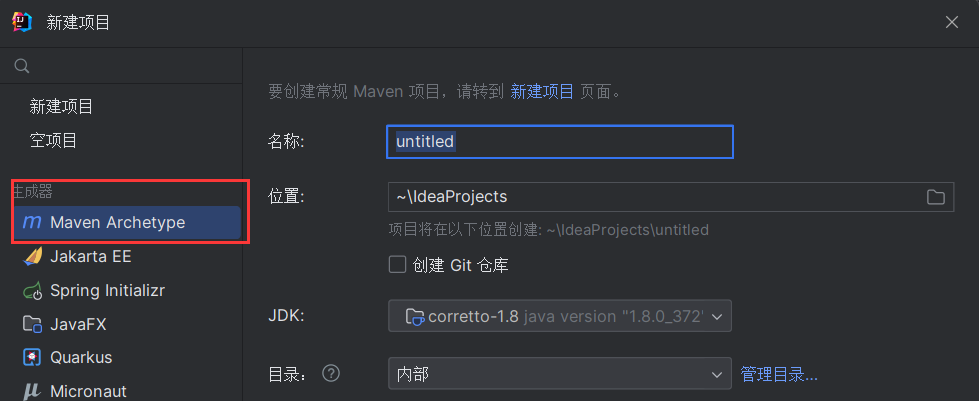 新建项目
新建项目
空项目
生成器
Maven Archetype
Jakarta EE
Spring Initializr
JavaFX
Quarkus
Micronaut
要创建常规 Maven 项目，请转到 新建项目 页面。
名称:
untitled
位置:
~\IdeaProjects
项目将在以下位置创建: ~\IdeaProjects\untitled
创建 Git 仓库
JDK:
corretto-1.8 java version "1.8.0_372"
目录：
内部
管理目录...